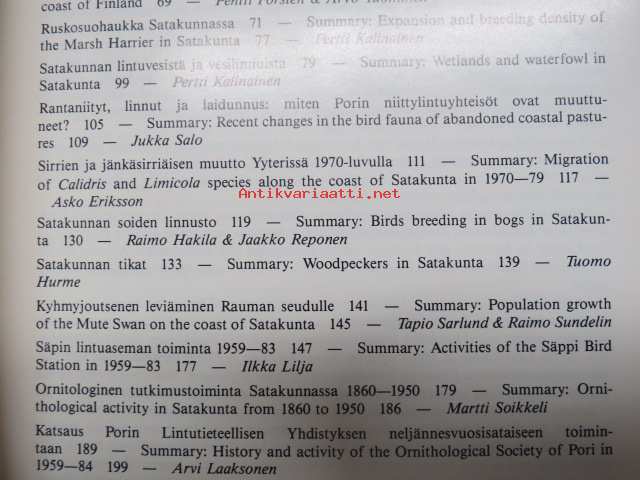 coast of Finland 69 — Pentti Forstén & Arvo
Ruskosuohaukka Satakunnassa 71 — Summary: Expansion and breeding density of
the Marsh Harrier in Satakunta 77 — Pertti Kalinainen
Satakunnan lintuvesistä ja vesilinnuista 79 — Summary: Wetlands and waterfowl in
Satakunta 99 — Pertti Kalinainen
Rantaniityt, linnut ja laidunnus: miten Porin niittylintuyhteisöt ovat muuttu-
neet? 105 — Summary: Recent changes in the bird fauna of abandoned coastal pastu-
res 109 — Jukka Salo
Sirrien ja jänkäsirriäisen muutto Yyterissä 1970-luvulla 111 — Summary: Migration
of Calidris and Limicola species along the coast of Satakunta in 1970—79 117 —
Antikvariaatti.net
Asko Eriksson
Satakunnan soiden linnusto 119 — Summary: Birds breeding in bogs in Satakun-
ta 130 — Raimo Hakila & Jaakko Reponen
Satakunnan tikat 133 — Summary: Woodpeckers in Satakunta 139 — Tuomo
Hurme
Kyhmyjoutsenen leviäminen Rauman seudulle 141 — Summary: Population growth
of the Mute Swan on the coast of Satakunta 145 — Tapio Sarlund & Raimo Sundelin
Säpin lintuaseman toiminta 1959—83 147 — Summary: Activities of the Säppi Bird
Station in 1959—83 177 — Ilkka Lilja
Ornitologinen tutkimustoiminta Satakunnassa 1860—1950 179 — Summary: Orni-
thological activity in Satakunta from 1860 to 1950 186 — Martti Soikkeli
Katsaus Porin Lintutieteellisen Yhdistyksen neljännesvuosisataiseen toimin-
taan 189 — Summary: History and activity of the Ornithological Society of Pori in
1959—84 199 — Arvi Laaksonen